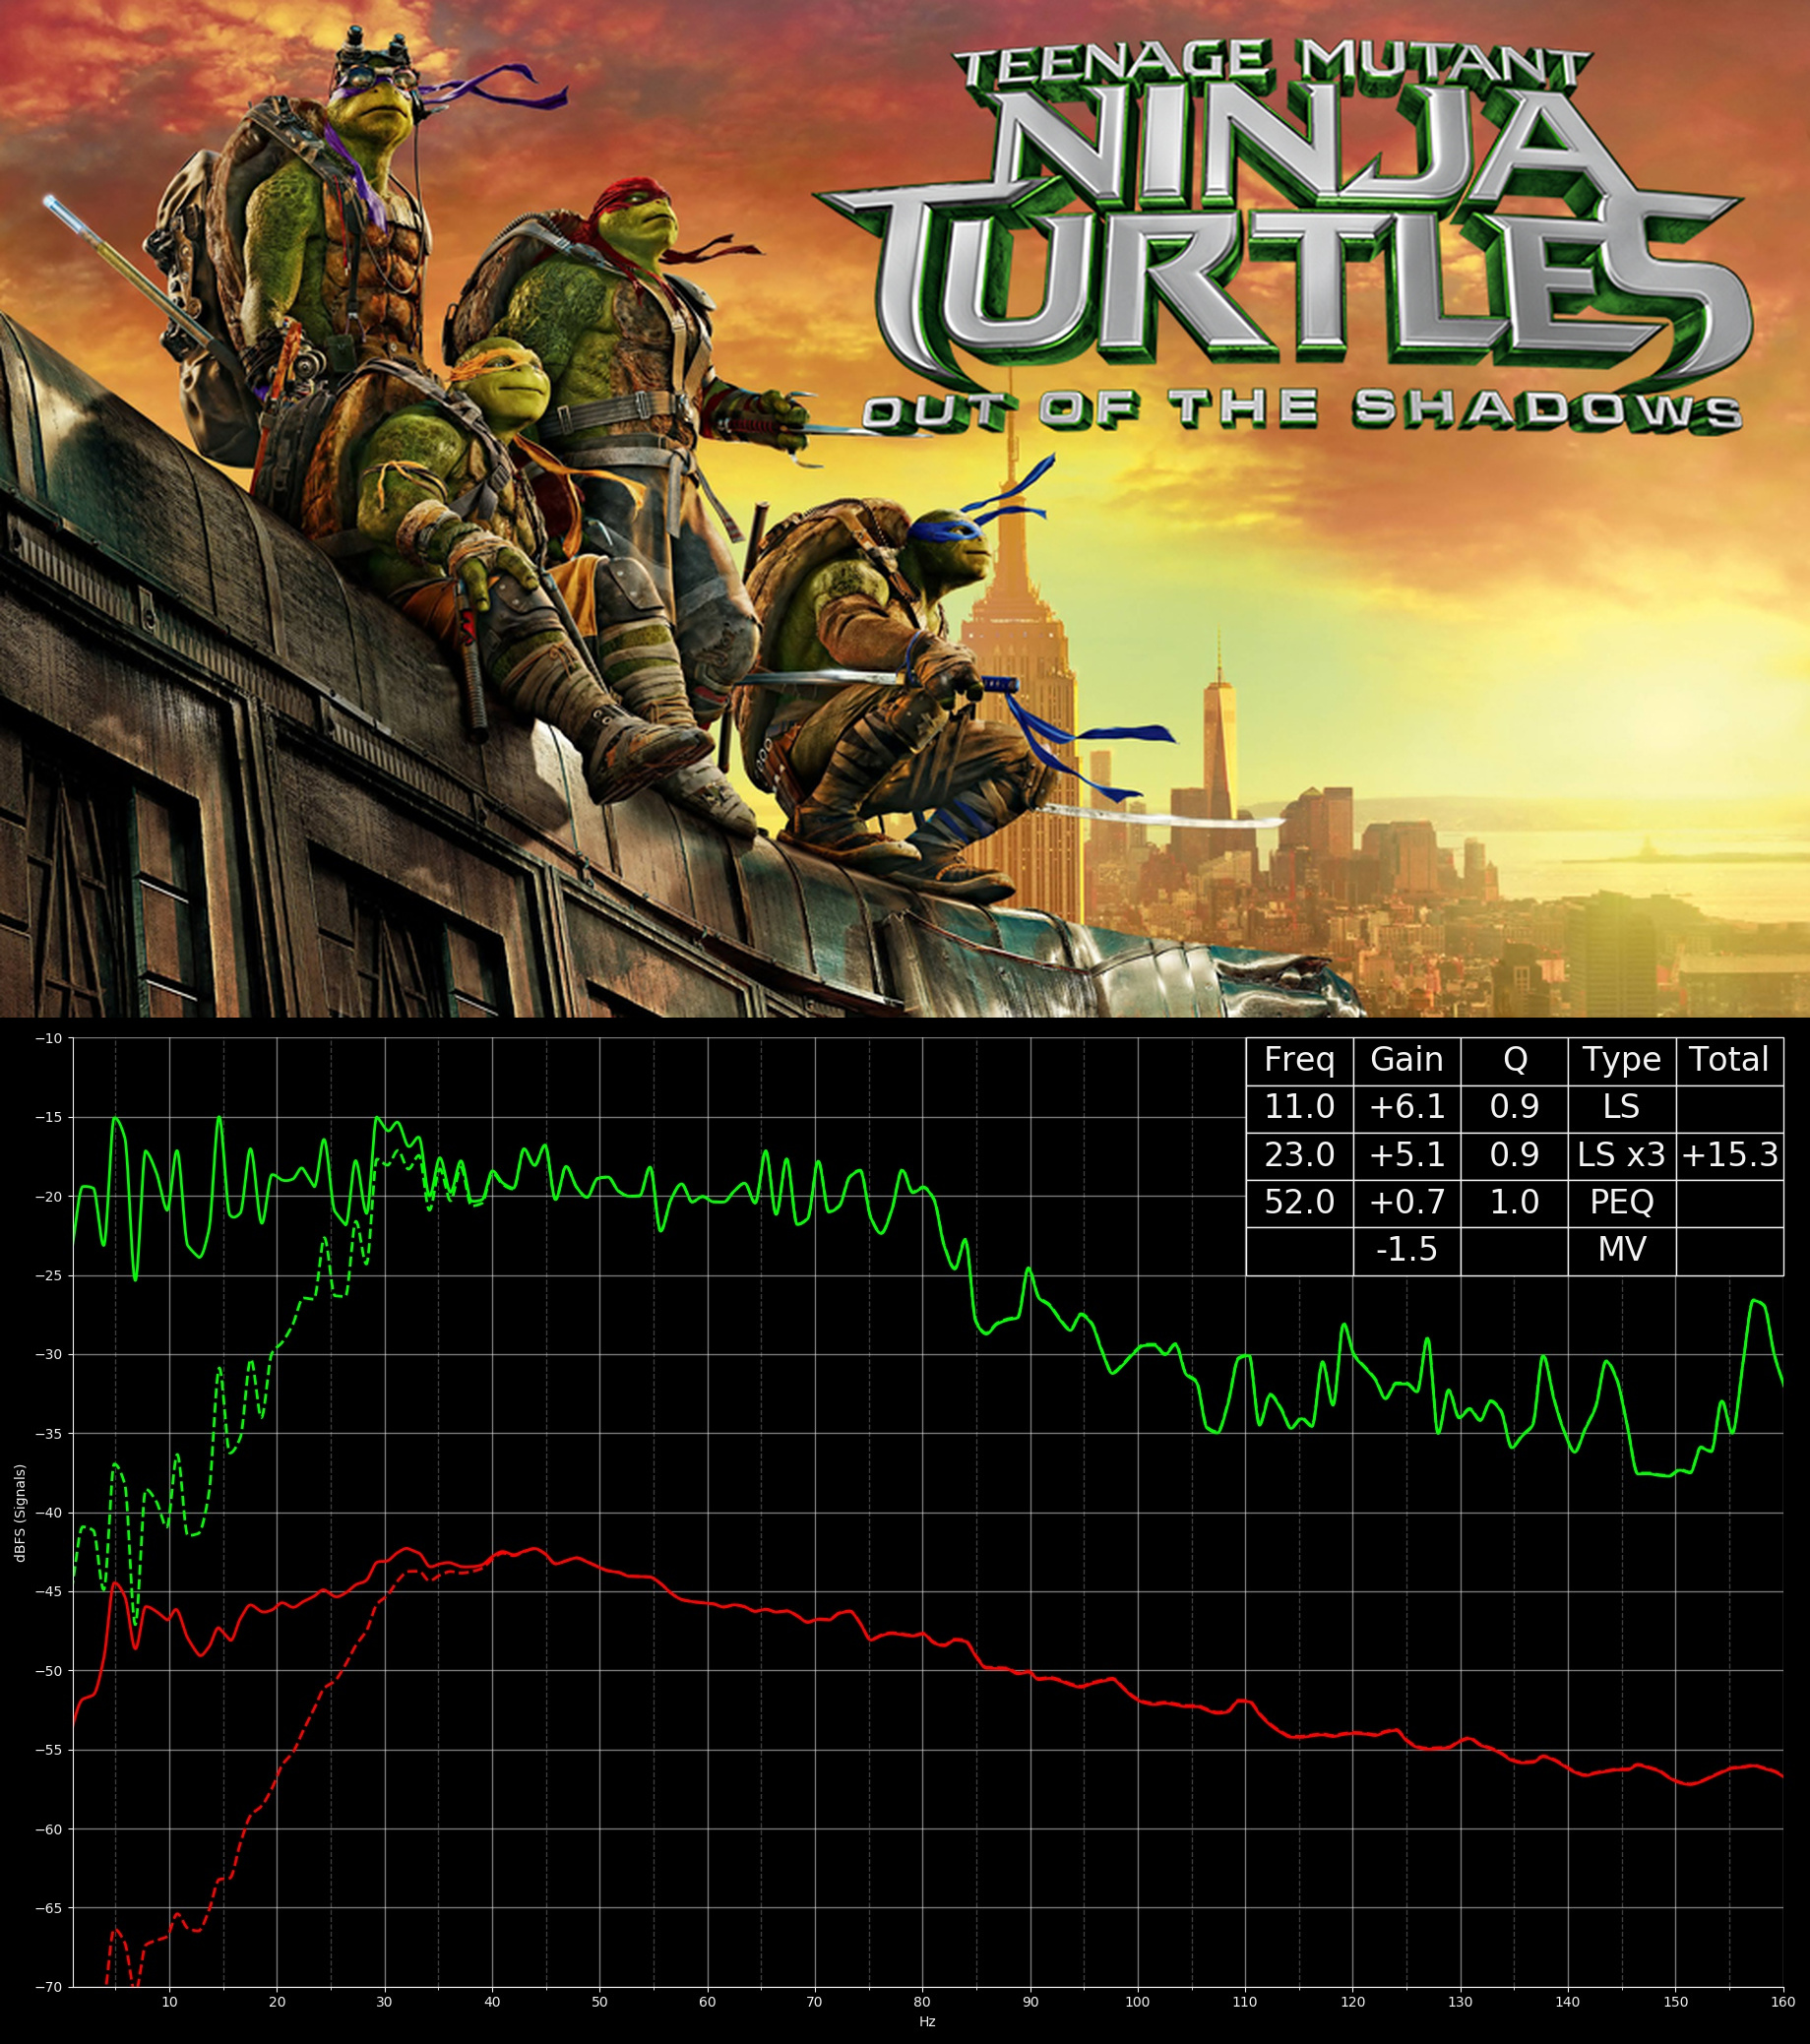 TEENAGE MUTANT
NINJA
TURTLES
OUT OF THE SHADOWS
Freq Gain Q Type Total
11.0 +6.1 0.9 LS
23.0 +5.1 0.9 LS x3 +15.3
52.0 +0.7 1.0 PEQ
-1.5 MV
−10
−15
−20
−25
−30
−35
−40
−45
−50
−55
−60
−65
−70
dBFS (Signals)
10 20 30 40 50 60 70 80 90 100 110 120 130 140 150 160
Hz